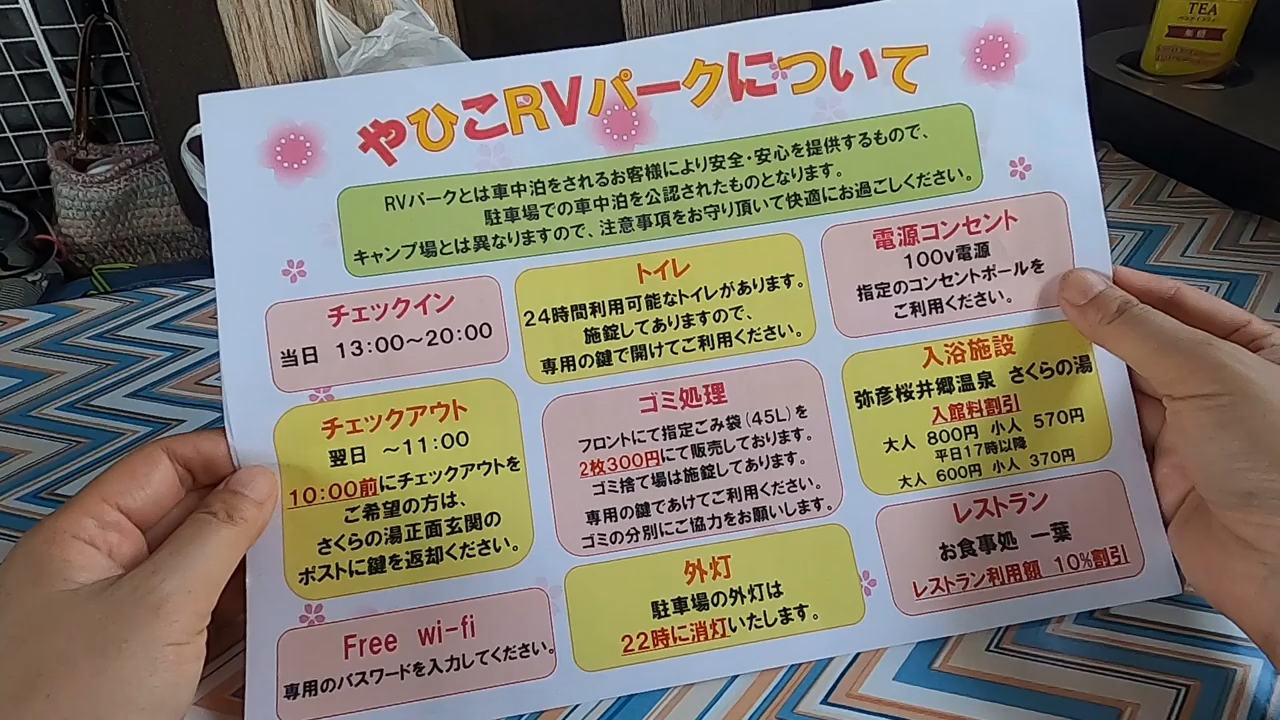 やひこRVパークについて
RVパークとは車中泊をされるお客様により安全・安心を提供するもので、
駐車場での車中泊を公認されたものとなります。
キャンプ場とは異なりますので、注意事項をお守り頂いて快適にお過ごしください。
チェックイン
当日 13:00～20:00
チェックアウト
翌日 ～11:00
10:00前にチェックアウトを
ご希望の方は、
さくらの湯正面玄関の
ポストに鍵を返却ください。
Free wi-fi
専用のパスワードを入力してください。
トイレ
24時間利用可能なトイレがあります。
施錠してありますので、
専用の鍵で開けてご利用ください。
ゴミ処理
フロントにて指定ごみ袋(45L)を
2枚300円にて販売しております。
ゴミ捨て場は施錠してあります。
専用の鍵であけてご利用ください。
ゴミの分別にご協力をお願いします。
外灯
駐車場の外灯は
22時に消灯いたします。
電源コンセント
100v電源
指定のコンセントポールを
ご利用ください。
入浴施設
弥彦桜井郷温泉 さくらの湯
入館料割引
大人 800円 小人 570円
平日17時以降
大人 600円 小人 370円
レストラン
お食事処 一葉
レストラン利用額 10%割引
TEA
無糖